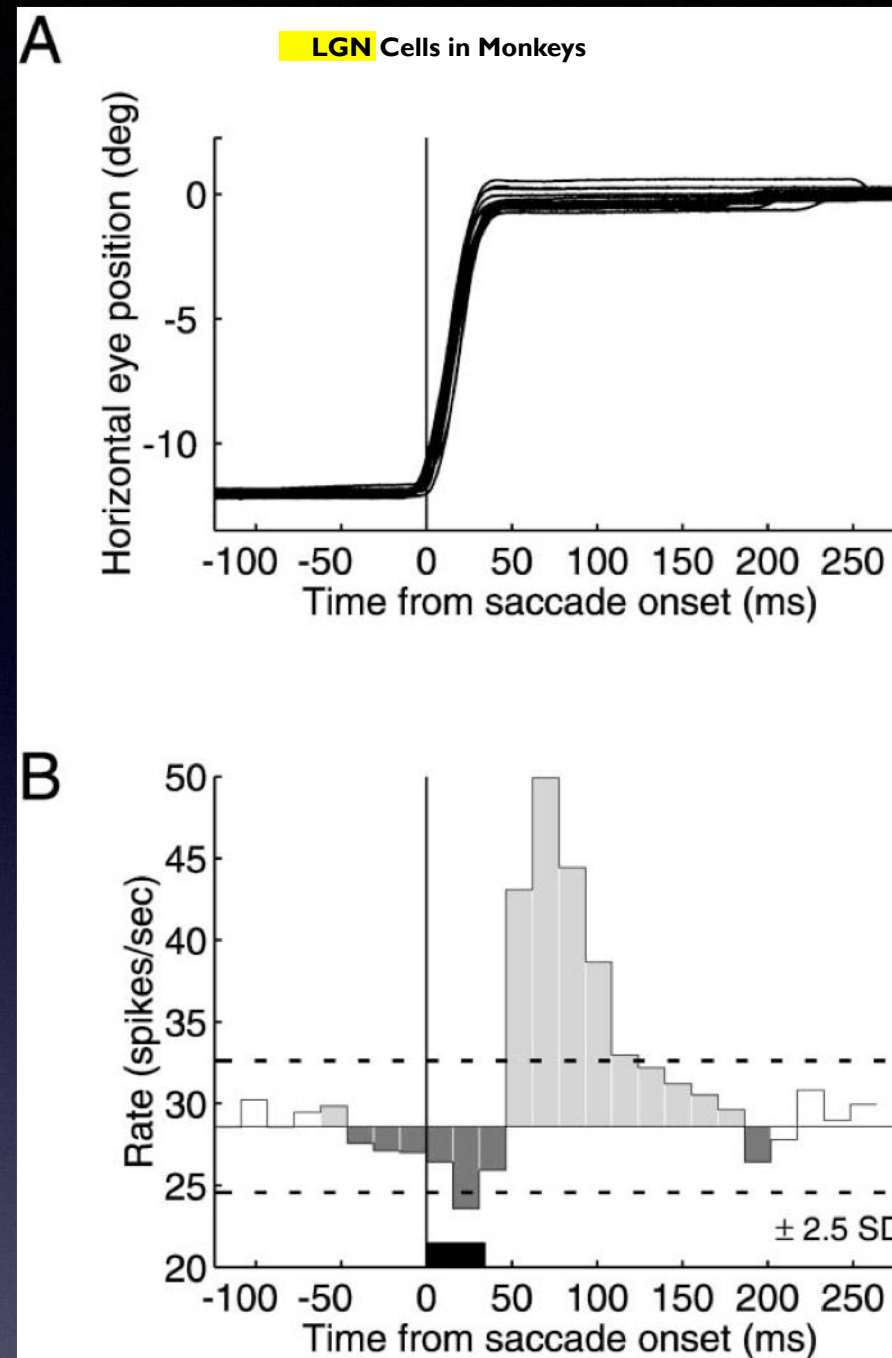 A
LGN Cells in Monkeys
Horizontal eye position (deg)
0
-5
-10
-100 -50 0 50 100 150 200 250
Time from saccade onset (ms)
B
Rate (spikes/sec)
50
45
40
35
30
25
20
± 2.5 SD
-100 -50 0 50 100 150 200 250
Time from saccade onset (ms)